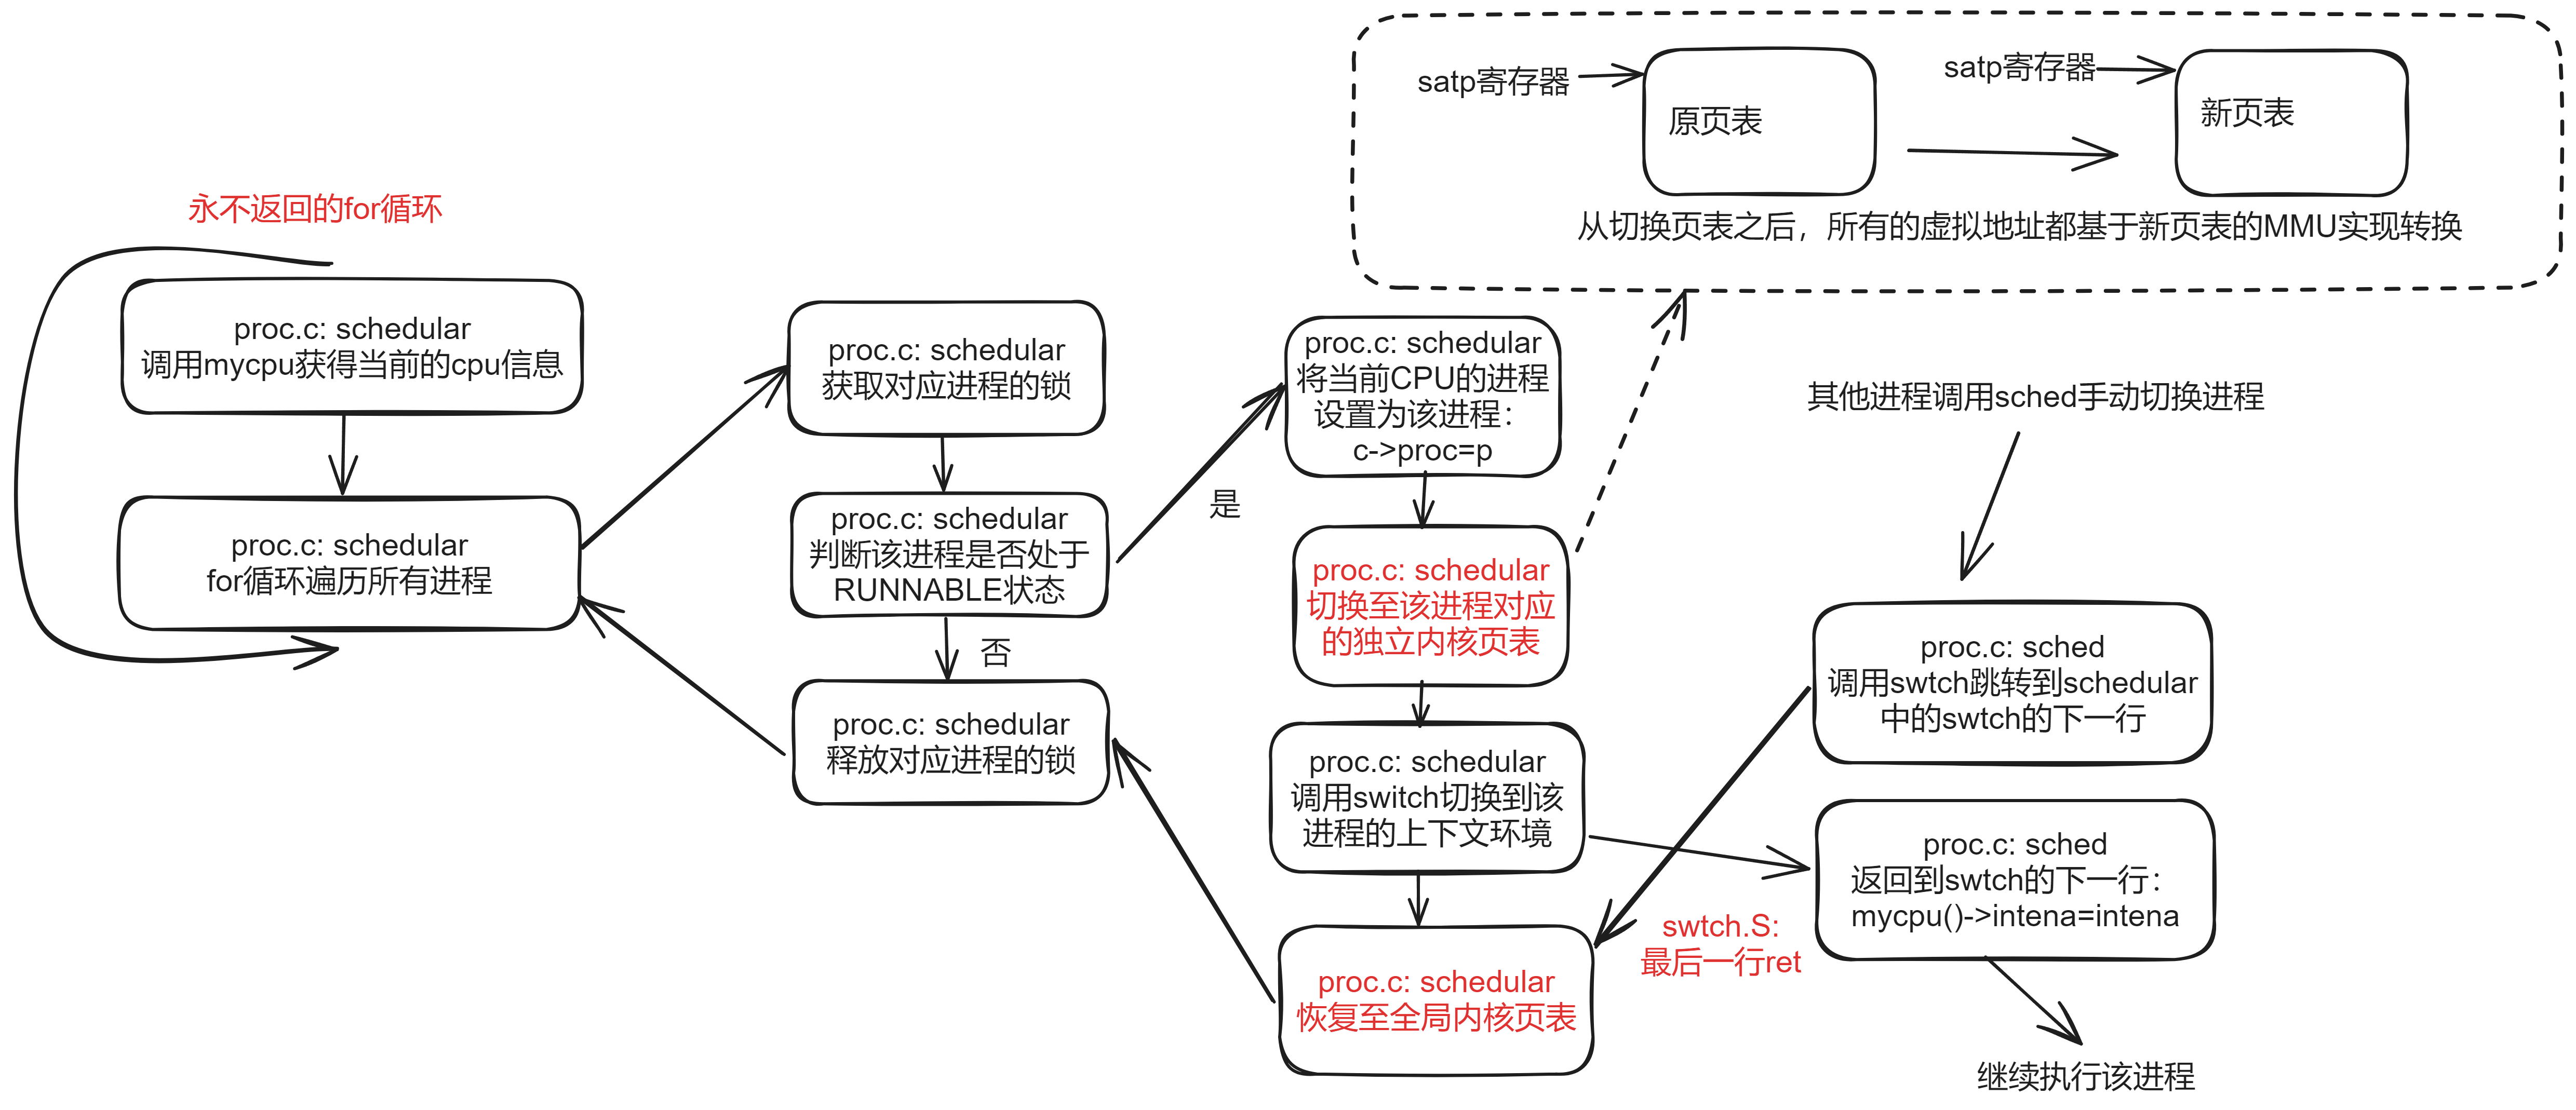 satp寄存器
原页表
satp寄存器
新页表
从切换页表之后，所有的虚拟地址都基于新页表的MMU实现转换
永不返回的for循环
proc.c: schedular
调用mycpu获得当前的cpu信息
proc.c: schedular
for循环遍历所有进程
proc.c: schedular
获取对应进程的锁
proc.c: schedular
判断该进程是否处于
RUNNABLE状态
是
否
proc.c: schedular
释放对应进程的锁
proc.c: schedular
将当前CPU的进程
设置为该进程：
c->proc=p
proc.c: schedular
切换至该进程对应
的独立内核页表
proc.c: schedular
调用switch切换到该
进程的上下文环境
proc.c: schedular
恢复至全局内核页表
其他进程调用sched手动切换进程
proc.c: sched
调用swtch跳转到schedular
中的swtch的下一行
proc.c: sched
返回到swtch的下一行：
mycpu()->intena=intena
swtch.S:
最后一行ret
继续执行该进程